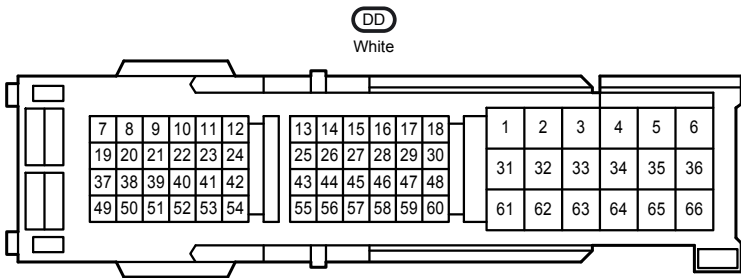 DD
White
7 8 9 10 11 12 13 14 15 16 17 18 1 2 3 4 5 6
19 20 21 22 23 24 25 26 27 28 29 30 31 32 33 34 35 36
37 38 39 40 41 42 43 44 45 46 47 48
49 50 51 52 53 54 55 56 57 58 59 60 61 62 63 64 65 66